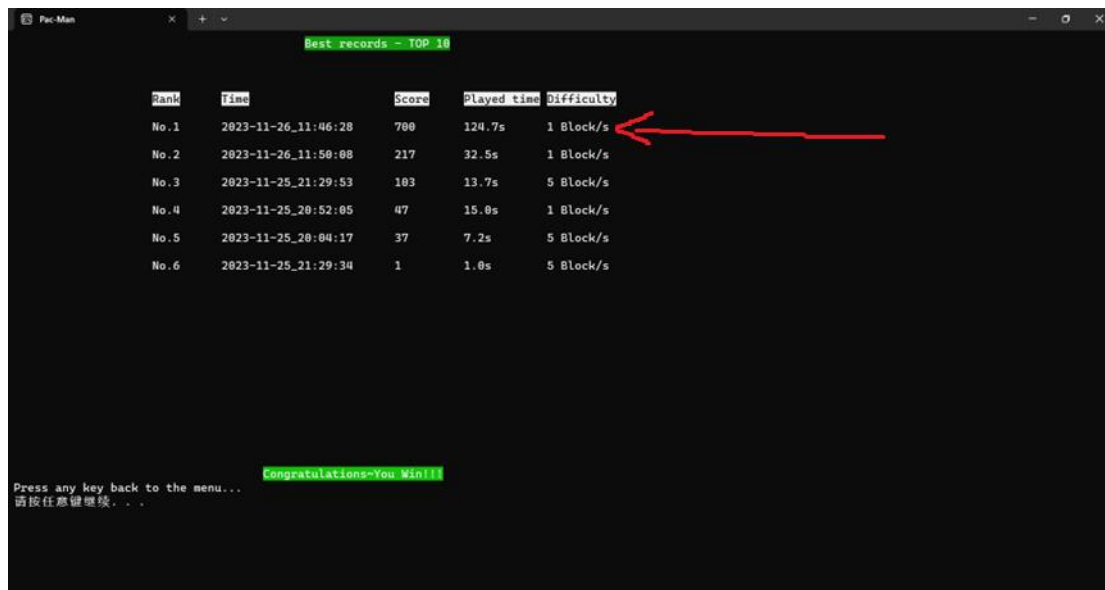 Pac-Man
Best records - TOP 10
Rank Time Score Played time Difficulty
No.1 2023-11-26_11:46:28 700 124.7s 1 Block/s
No.2 2023-11-26_11:50:08 217 32.5s 1 Block/s
No.3 2023-11-25_21:29:53 103 13.7s 5 Block/s
No.4 2023-11-25_20:52:05 47 15.0s 1 Block/s
No.5 2023-11-25_20:04:17 37 7.2s 5 Block/s
No.6 2023-11-25_21:29:34 1 1.0s 5 Block/s
Congratulations~You Win!!!
Press any key back to the menu...
请按任意键继续. . .